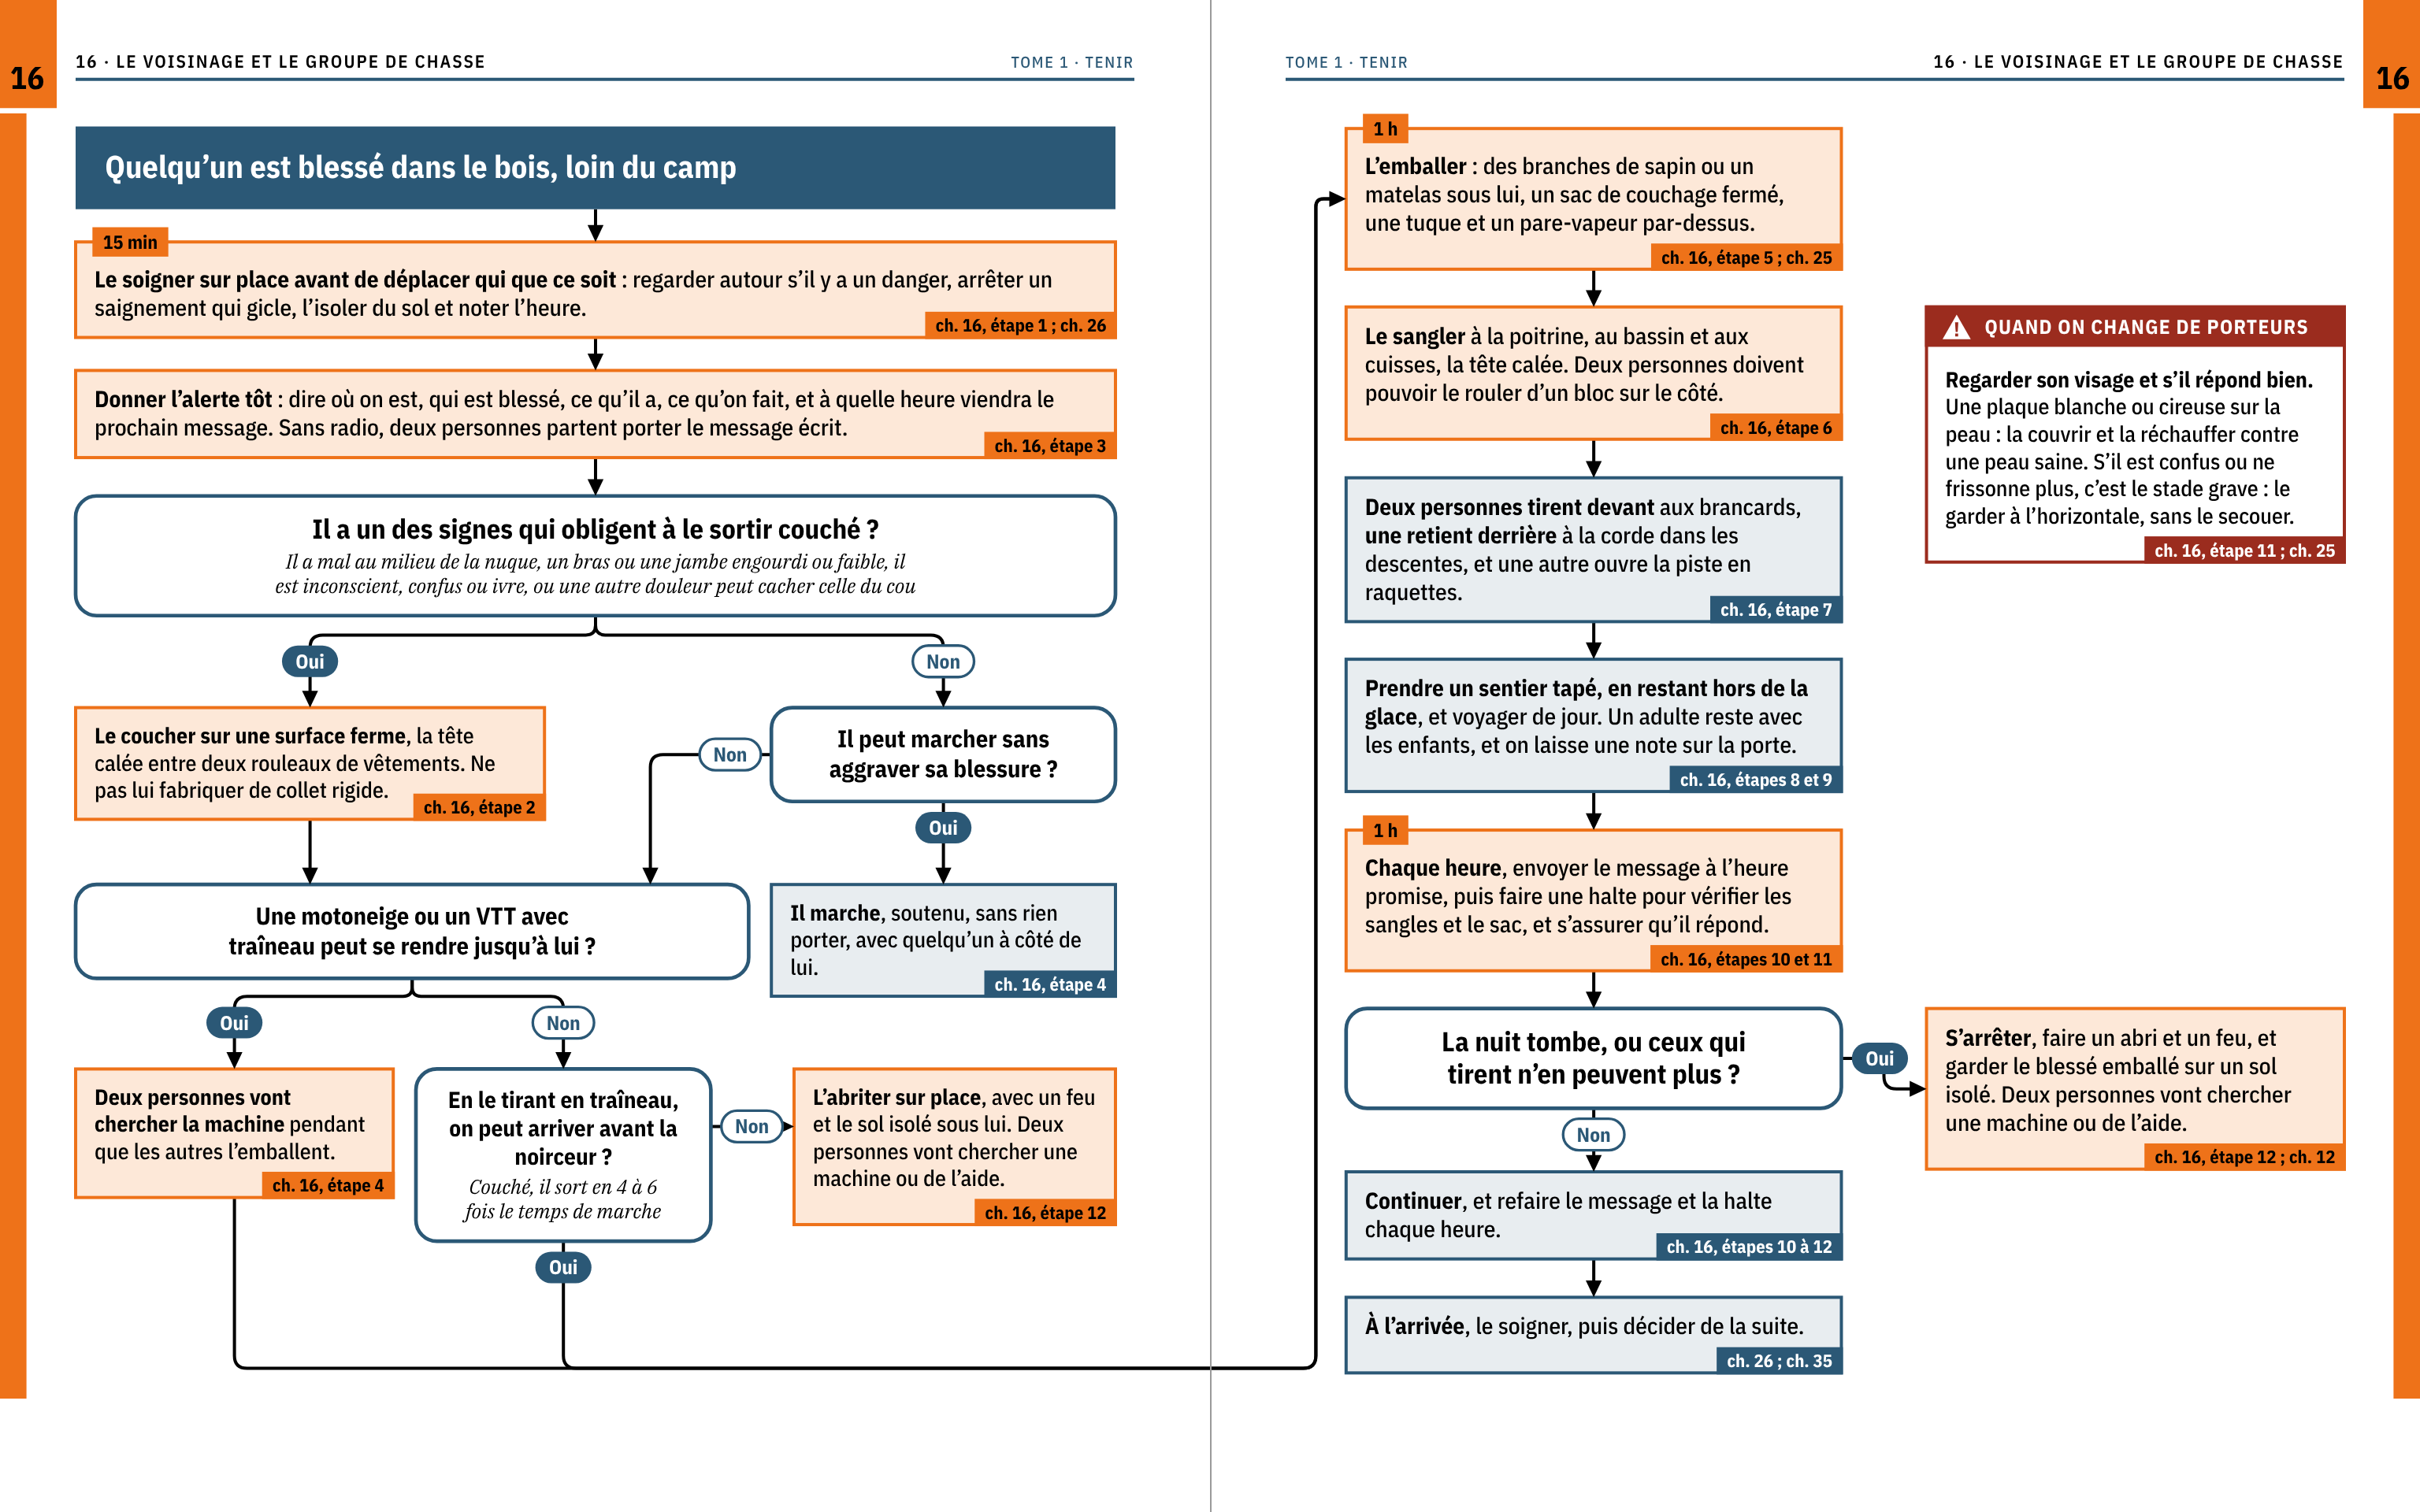 16
16 · LE VOISINAGE ET LE GROUPE DE CHASSE
TOME 1 · TENIR
Quelqu’un est blessé dans le bois, loin du camp
15 min
Le soigner sur place avant de déplacer qui que ce soit : regarder autour s’il y a un danger, arrêter un
saignement qui gicle, l’isoler du sol et noter l’heure.
ch. 16, étape 1 ; ch. 26
Donner l’alerte tôt : dire où on est, qui est blessé, ce qu’il a, ce qu’on fait, et à quelle heure viendra le
prochain message. Sans radio, deux personnes partent porter le message écrit.
ch. 16, étape 3
Il a un des signes qui obligent à le sortir couché ?
Il a mal au milieu de la nuque, un bras ou une jambe engourdi ou faible, il
est inconscient, confus ou ivre, ou une autre douleur peut cacher celle du cou
Oui
Non
Le coucher sur une surface ferme, la tête
calée entre deux rouleaux de vêtements. Ne
pas lui fabriquer de collet rigide.
ch. 16, étape 2
Non
Il peut marcher sans
aggraver sa blessure ?
Oui
Une motoneige ou un VTT avec
traîneau peut se rendre jusqu’à lui ?
Il marche, soutenu, sans rien
porter, avec quelqu’un à côté de
lui.
ch. 16, étape 4
Oui
Non
Deux personnes vont
chercher la machine pendant
que les autres l’emballent.
ch. 16, étape 4
En le tirant en traîneau,
on peut arriver avant la
noirceur ?
Couché, il sort en 4 à 6
fois le temps de marche
Non
L’abriter sur place, avec un feu
et le sol isolé sous lui. Deux
personnes vont chercher une
machine ou de l’aide.
ch. 16, étape 12
Oui
TOME 1 · TENIR
16 · LE VOISINAGE ET LE GROUPE DE CHASSE
16
1 h
L’emballer : des branches de sapin ou un
matelas sous lui, un sac de couchage fermé,
une tuque et un pare-vapeur par-dessus.
ch. 16, étape 5 ; ch. 25
Le sangler à la poitrine, au bassin et aux
cuisses, la tête calée. Deux personnes doivent
pouvoir le rouler d’un bloc sur le côté.
ch. 16, étape 6
QUAND ON CHANGE DE PORTEURS
Regarder son visage et s’il répond bien.
Une plaque blanche ou cireuse sur la
peau : la couvrir et la réchauffer contre
une peau saine. S’il est confus ou ne
frissonne plus, c’est le stade grave : le
garder à l’horizontale, sans le secouer.
ch. 16, étape 11 ; ch. 25
Deux personnes tirent devant aux brancards,
une retient derrière à la corde dans les
descentes, et une autre ouvre la piste en
raquettes.
ch. 16, étape 7
Prendre un sentier tapé, en restant hors de la
glace, et voyager de jour. Un adulte reste avec
les enfants, et on laisse une note sur la porte.
ch. 16, étapes 8 et 9
1 h
Chaque heure, envoyer le message à l’heure
promise, puis faire une halte pour vérifier les
sangles et le sac, et s’assurer qu’il répond.
ch. 16, étapes 10 et 11
La nuit tombe, ou ceux qui
tirent n’en peuvent plus ?
Oui
S’arrêter, faire un abri et un feu, et
garder le blessé emballé sur un sol
isolé. Deux personnes vont chercher
une machine ou de l’aide.
ch. 16, étape 12 ; ch. 12
Non
Continuer, et refaire le message et la halte
chaque heure.
ch. 16, étapes 10 à 12
À l’arrivée, le soigner, puis décider de la suite.
ch. 26 ; ch. 35